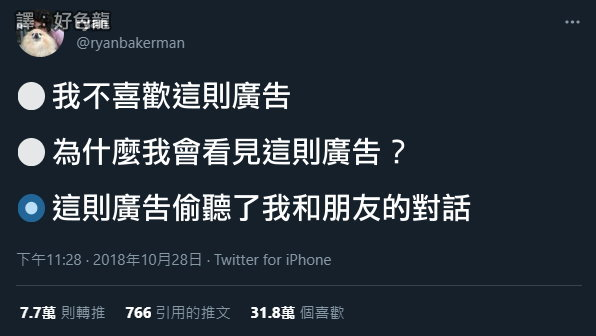 譯：好色龍
@ryanbakerman
我不喜歡這則廣告
為什麼我會看見這則廣告？
這則廣告偷聽了我和朋友的對話
下午11:28 · 2018年10月28日 · Twitter for iPhone
7.7萬 則轉推 766 引用的推文 31.8萬 個喜歡